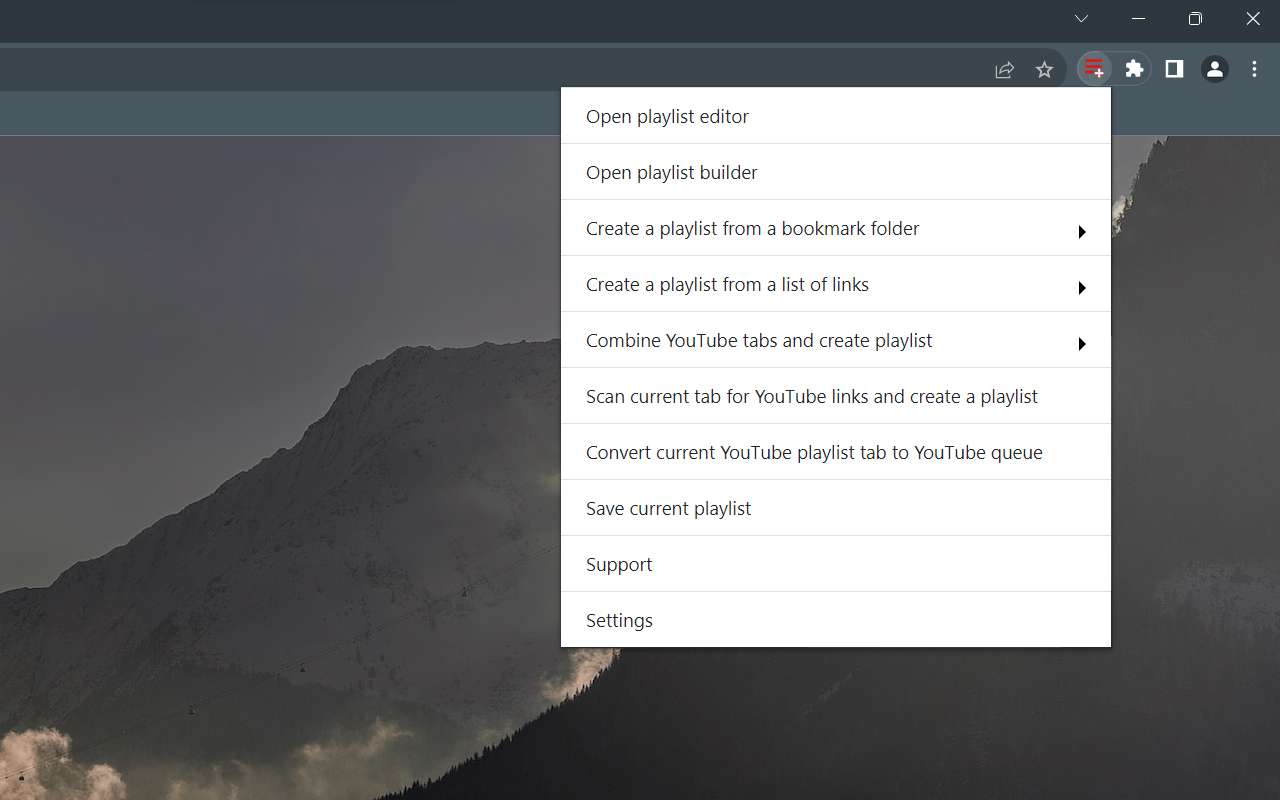 Open playlist editor
Open playlist builder
Create a playlist from a bookmark folder
Create a playlist from a list of links
Combine YouTube tabs and create playlist
Scan current tab for YouTube links and create a playlist
Convert current YouTube playlist tab to YouTube queue
Save current playlist
Support
Settings